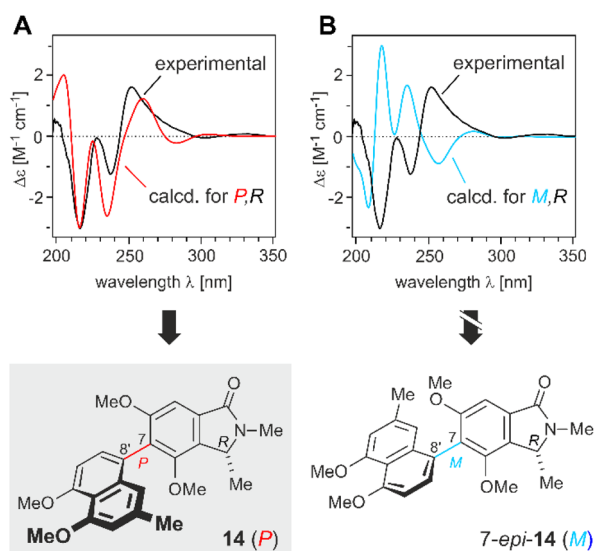 A
B
2
0
-2
Δε [M⁻¹ cm⁻¹]
experimental
calcd. for P,R
200
250
300
350
wavelength λ [nm]
2
0
-2
Δε [M⁻¹ cm⁻¹]
experimental
calcd. for M,R
200
250
300
350
wavelength λ [nm]
O
MeO
N
Me
7
R
8'
P
OMe
Me
MeO
MeO
Me
14 (P)
Me
MeO
O
N
Me
7
R
8'
M
MeO
OMe
Me
MeO
7-epi-14 (M)